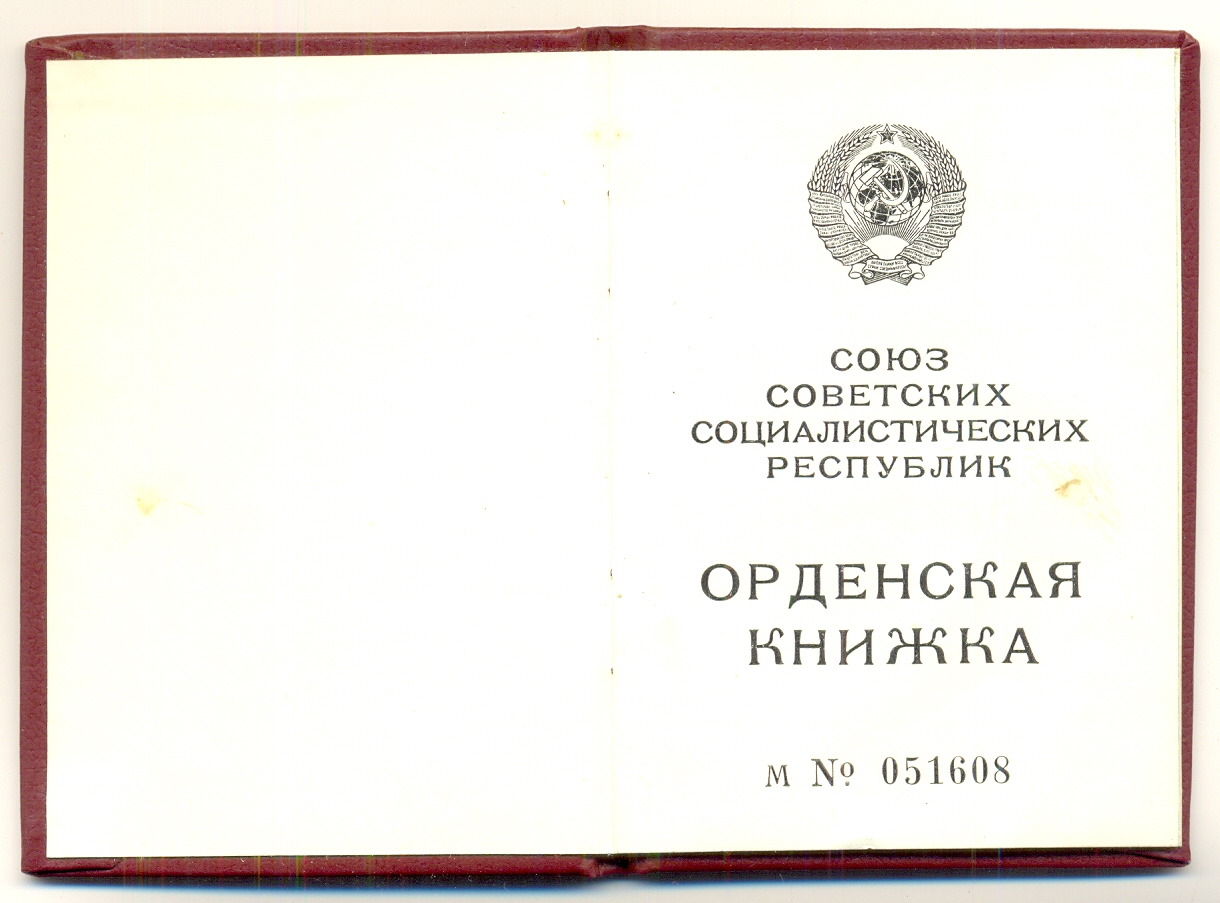 СОЮЗ
СОВЕТСКИХ
СОЦИАЛИСТИЧЕСКИХ
РЕСПУБЛИК
ОРДЕНСКАЯ
КНИЖКА
М № 051608